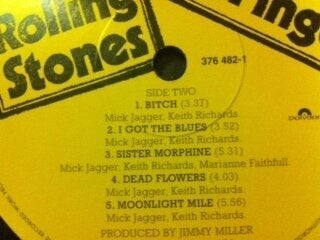 Rolling
Stones
376 482-1
SIDE TWO
1. BITCH (3.37)
Mick Jagger, Keith Richards
2. I GOT THE BLUES (3.52)
Mick Jagger, Keith Richards.
3. SISTER MORPHINE (5.31)
Mick Jagger, Keith Richards, Marianne Faithfull.
4. DEAD FLOWERS (4.03)
Mick Jagger, Keith Richards.
5. MOONLIGHT MILE (5.56)
Mick Jagger, Keith Richards.
PRODUCED BY JIMMY MILLER
polydor